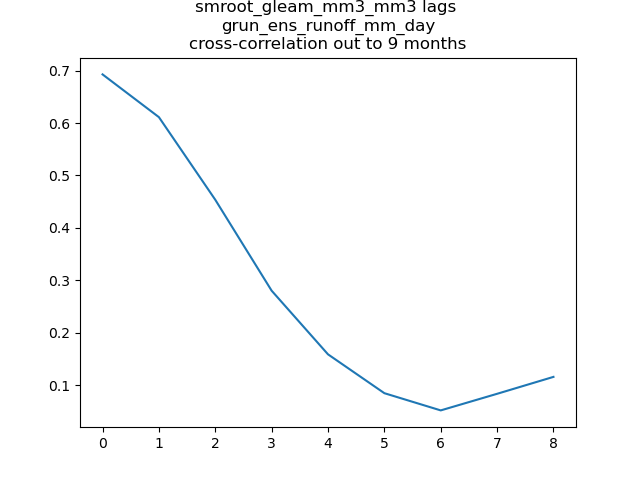 smroot_gleam_mm3_mm3 lags
grun_ens_runoff_mm_day
cross-correlation out to 9 months
0.7
0.6
0.5
0.4
0.3
0.2
0.1
0 1 2 3 4 5 6 7 8